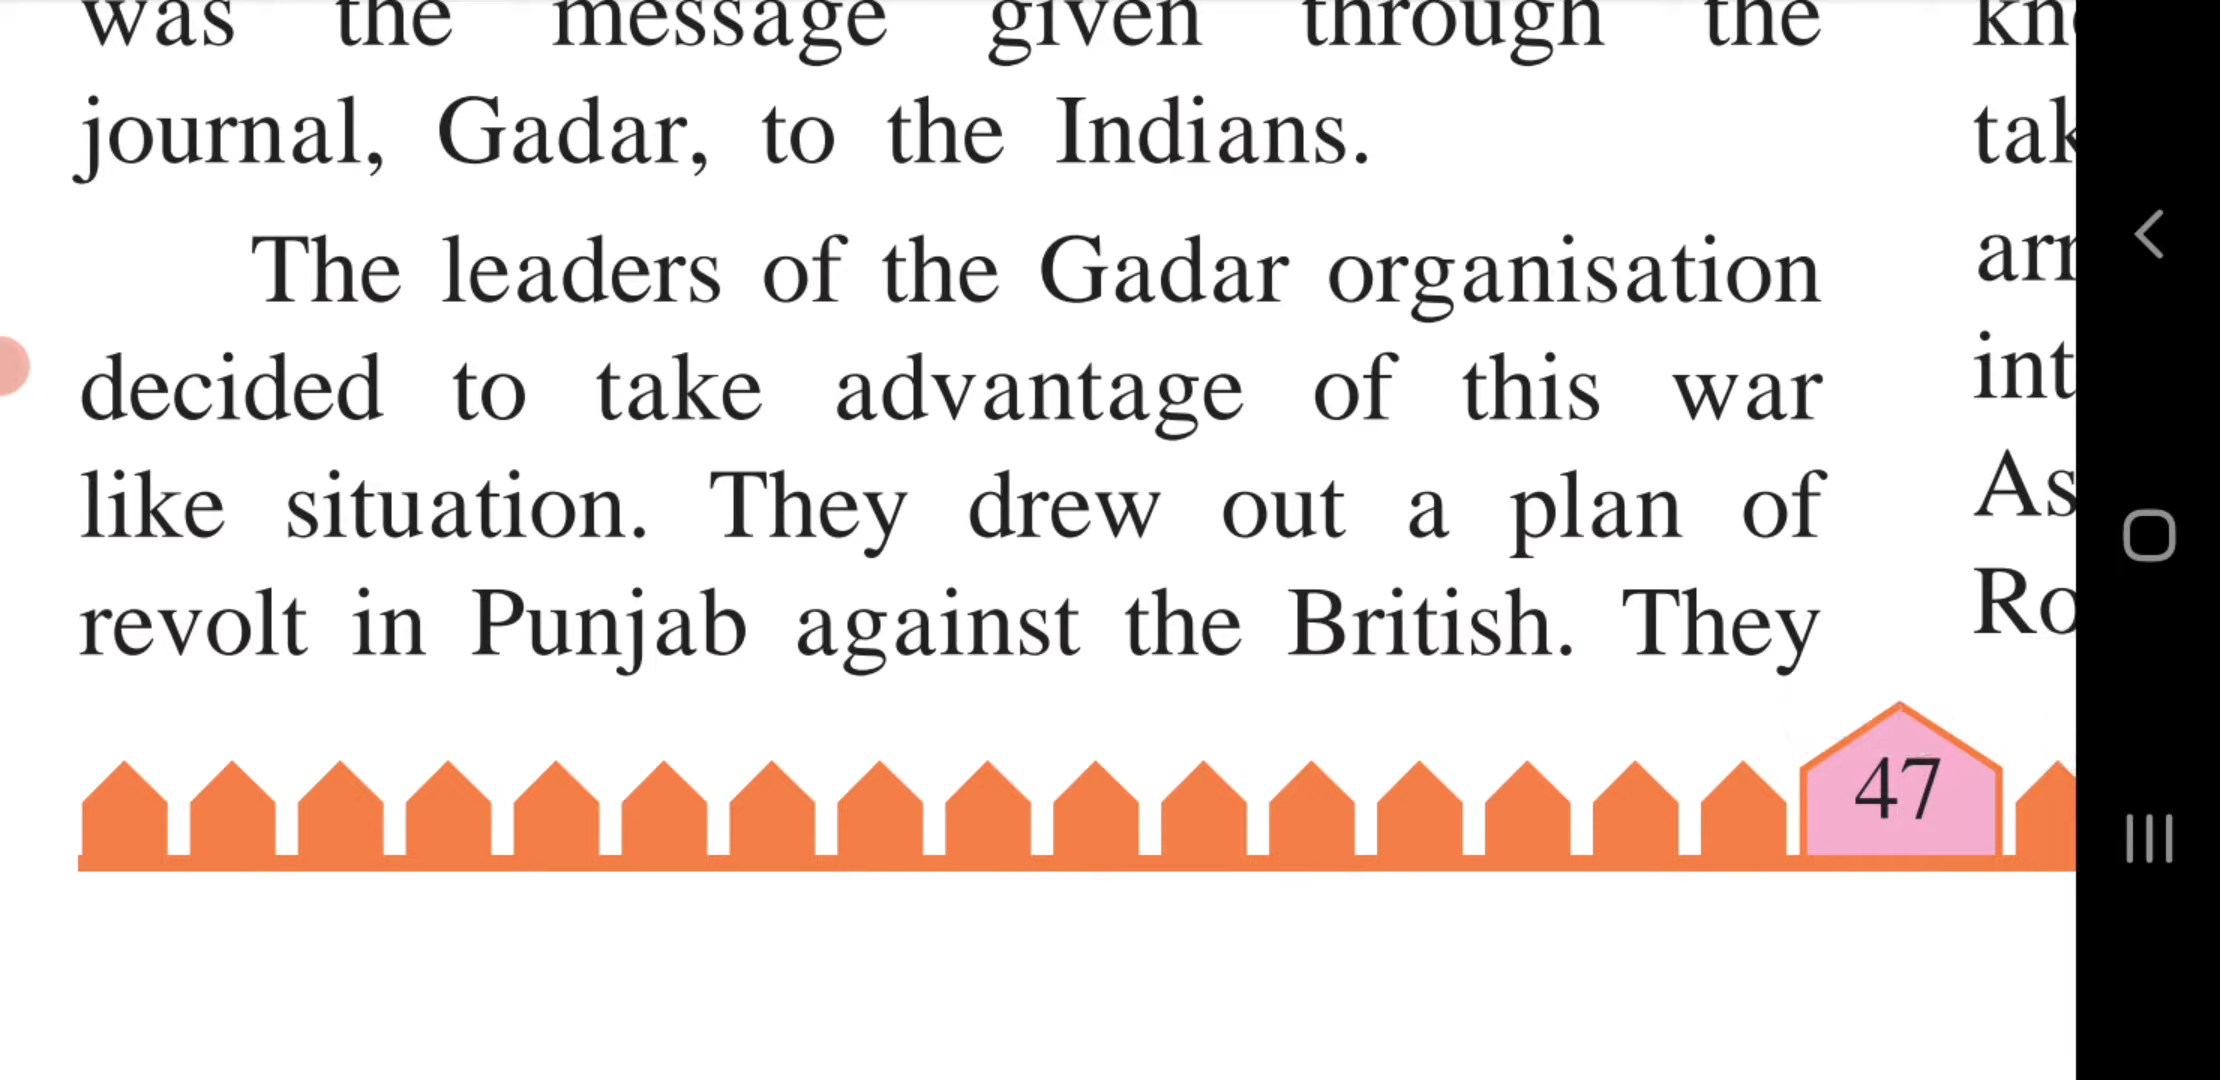 was the message given through the
journal, Gadar, to the Indians.
The leaders of the Gadar organisation
decided to take advantage of this war
like situation. They drew out a plan of
revolt in Punjab against the British. They
As
47